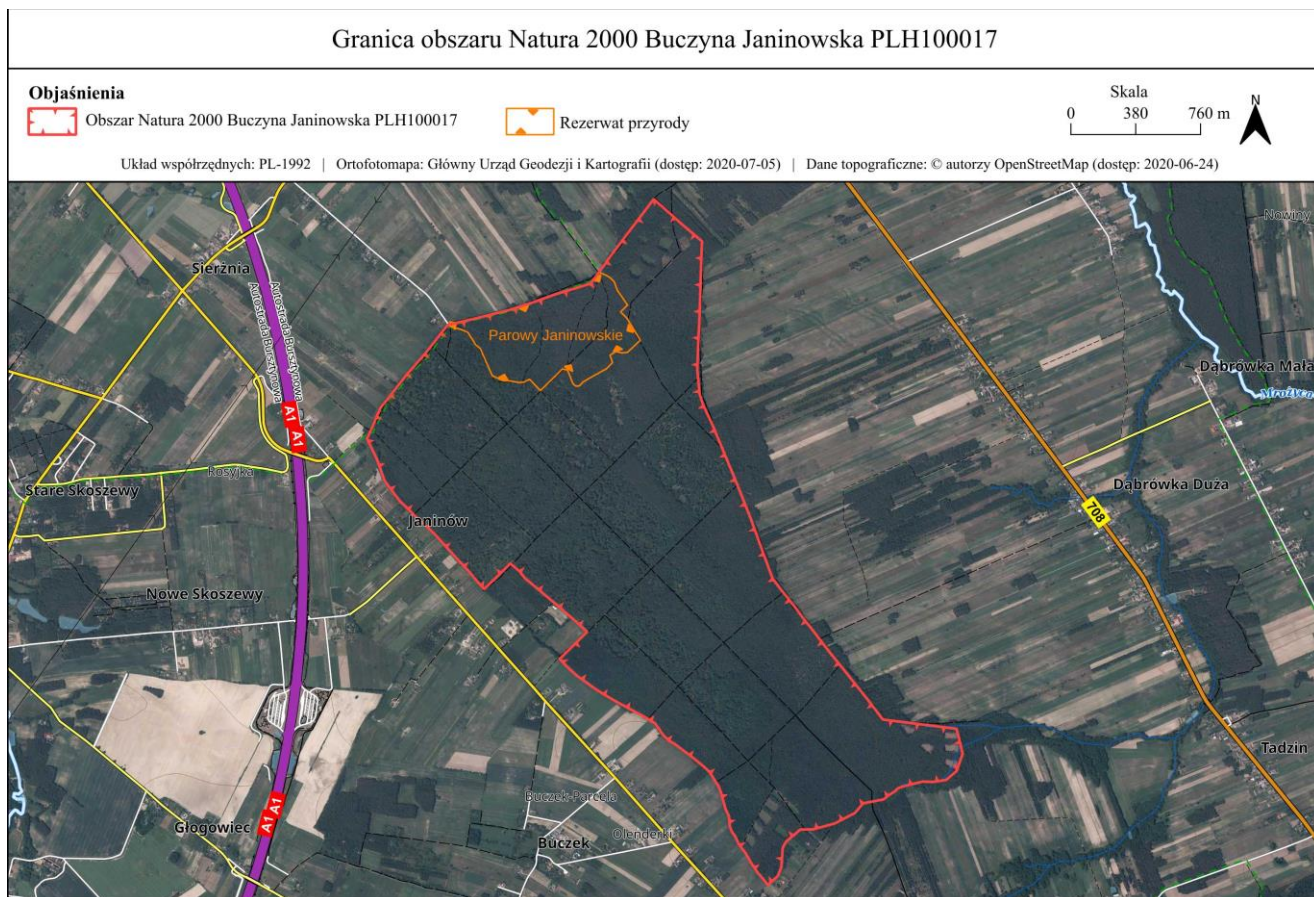 Granica obszaru Natura 2000 Buczyna Janinowska PLH100017
Objaśnienia
Obszar Natura 2000 Buczyna Janinowska PLH100017
Rezerwat przyrody
Skala
0 380 760 m
N
Układ współrzędnych: PL-1992 | Ortofotomapa: Główny Urząd Geodezji i Kartografii (dostęp: 2020-07-05) | Dane topograficzne: © autorzy OpenStreetMap (dostęp: 2020-06-24)
Nowiny
Sierżnia
Autostrada Bursztynowa
Autostrada Bursztynowa
Parowy Janinowskie
Dąbrówka Mała
Mrożyca
A1
A1
Rosyjka
Stare Skoszewy
Dąbrówka Duża
708
Janinów
Nowe Skoszewy
Tadzin
Buczek-Parcela
A1
A1
Głogowiec
Olenderki
Buczek